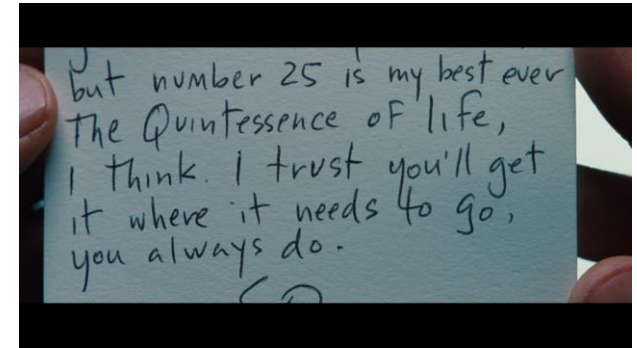 but number 25 is my best ever
The Quintessence of life,
I think. I trust you'll get
it where it needs to go,
you always do.